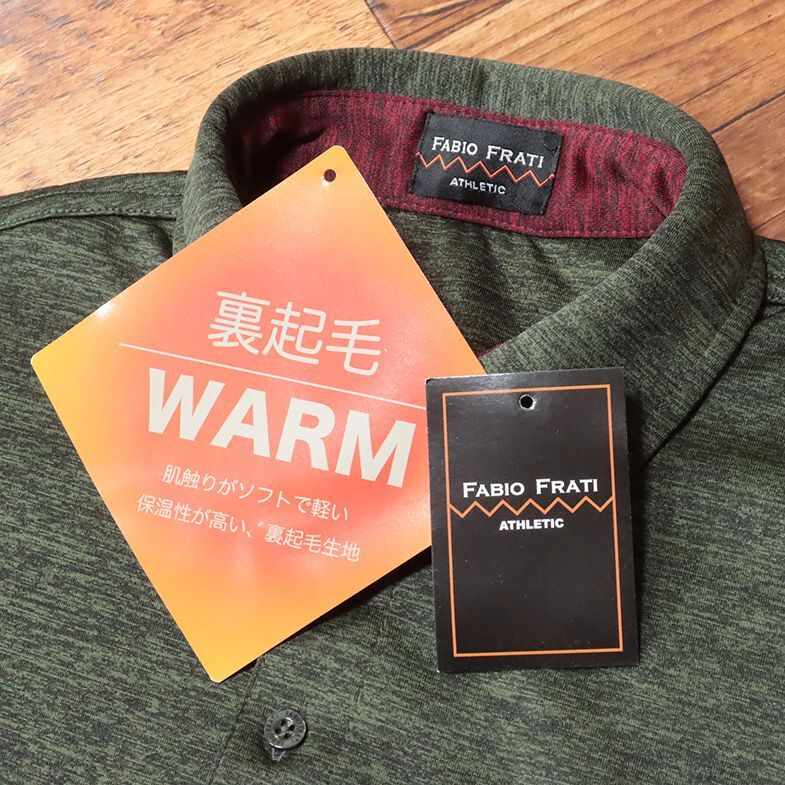 FABIO FRATI
ATHLETIC
裏起毛
WARM
肌触りがソフトで軽い
保温性が高い、裏起毛生地
FABIO FRATI
ATHLETIC